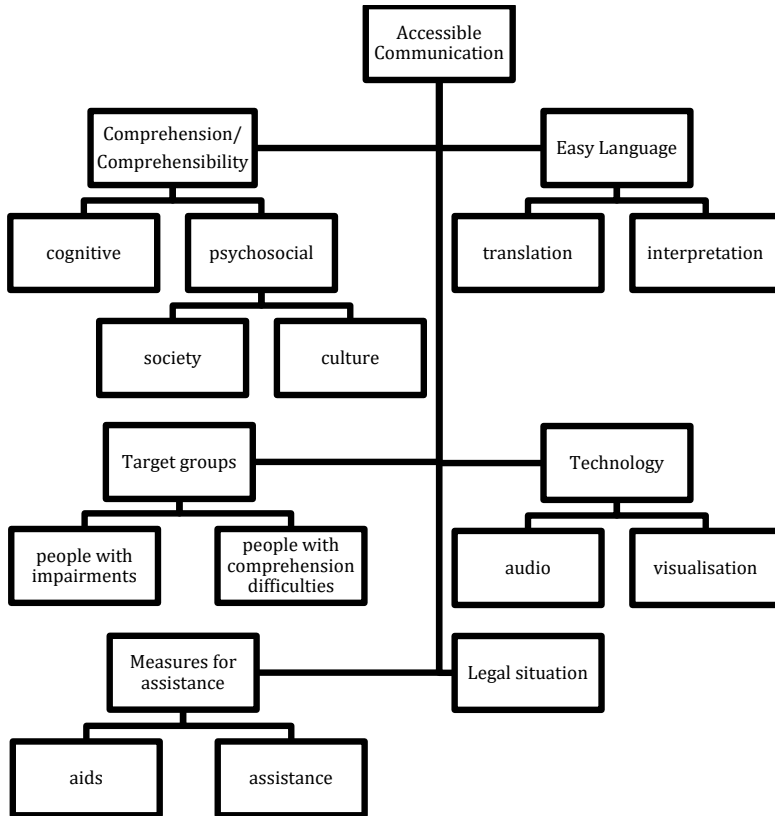 Accessible
Communication
Comprehension/
Comprehensibility
Easy Language
cognitive
psychosocial
translation
interpretation
society
culture
Target groups
Technology
people with
impairments
people with
comprehension
difficulties
audio
visualisation
Measures for
assistance
Legal situation
aids
assistance